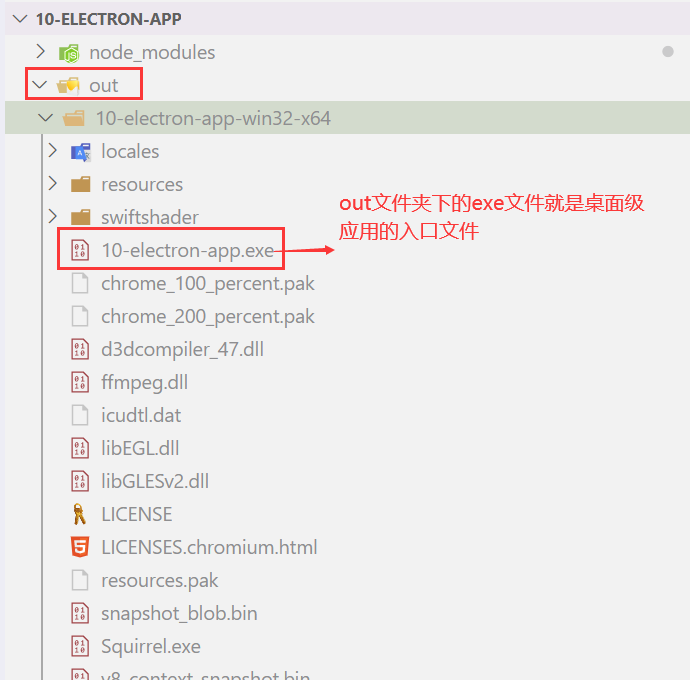 10-ELECTRON-APP
node_modules
out
10-electron-app-win32-x64
locales
resources
swiftshader
10-electron-app.exe
out文件夹下的exe文件就是桌面级
应用的入口文件
chrome_100_percent.pak
chrome_200_percent.pak
d3dcompiler_47.dll
ffmpeg.dll
icudtl.dat
libEGL.dll
libGLESv2.dll
LICENSE
LICENSES.chromium.html
resources.pak
snapshot_blob.bin
Squirrel.exe
v8_context_snapshot.bin